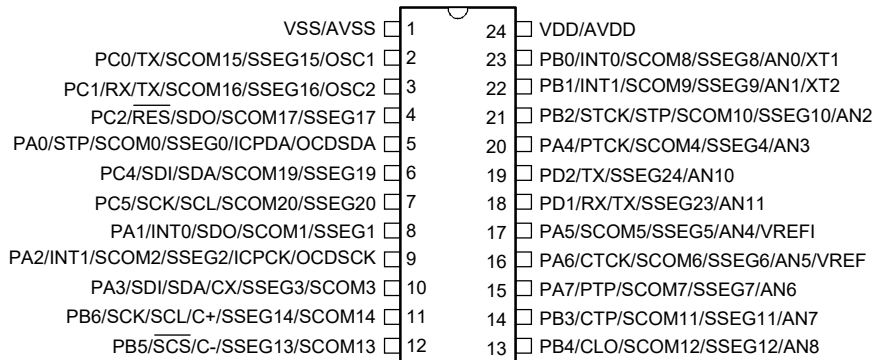 VSS/AVSS 1 24 VDD/AVDD
PC0/TX/SCOM15/SSEG15/OSC1 2 23 PB0/INT0/SCOM8/SSEG8/AN0/XT1
PC1/RX/TX/SCOM16/SSEG16/OSC2 3 22 PB1/INT1/SCOM9/SSEG9/AN1/XT2
PC2/RES/SDO/SCOM17/SSEG17 4 21 PB2/STCK/STP/SCOM10/SSEG10/AN2
PA0/STP/SCOM0/SSEG0/ICPDA/OCDSDA 5 20 PA4/PTCK/SCOM4/SSEG4/AN3
PC4/SDI/SDA/SCOM19/SSEG19 6 19 PD2/TX/SSEG24/AN10
PC5/SCK/SCL/SCOM20/SSEG20 7 18 PD1/RX/TX/SSEG23/AN11
PA1/INT0/SDO/SCOM1/SSEG1 8 17 PA5/SCOM5/SSEG5/AN4/VREFI
PA2/INT1/SCOM2/SSEG2/ICPCK/OCDSCK 9 16 PA6/CTCK/SCOM6/SSEG6/AN5/VREF
PA3/SDI/SDA/CX/SSEG3/SCOM3 10 15 PA7/PTP/SCOM7/SSEG7/AN6
PB6/SCK/SCL/C+/SSEG14/SCOM14 11 14 PB3/CTP/SCOM11/SSEG11/AN7
PB5/SCS/C-/SSEG13/SCOM13 12 13 PB4/CLO/SCOM12/SSEG12/AN8